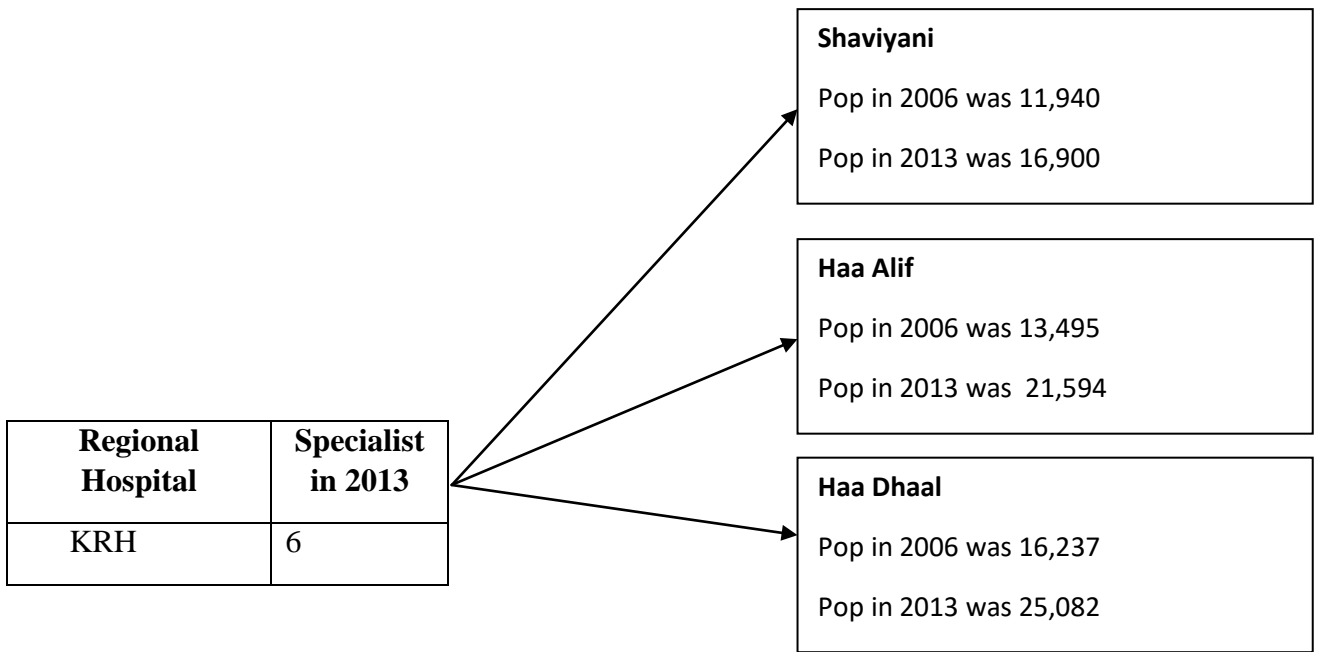 Shaviyani
Pop in 2006 was 11,940
Pop in 2013 was 16,900
Haa Alif
Pop in 2006 was 13,495
Pop in 2013 was  21,594
Regional
Hospital
Specialist
in 2013
KRH
6
Haa Dhaal
Pop in 2006 was 16,237
Pop in 2013 was 25,082